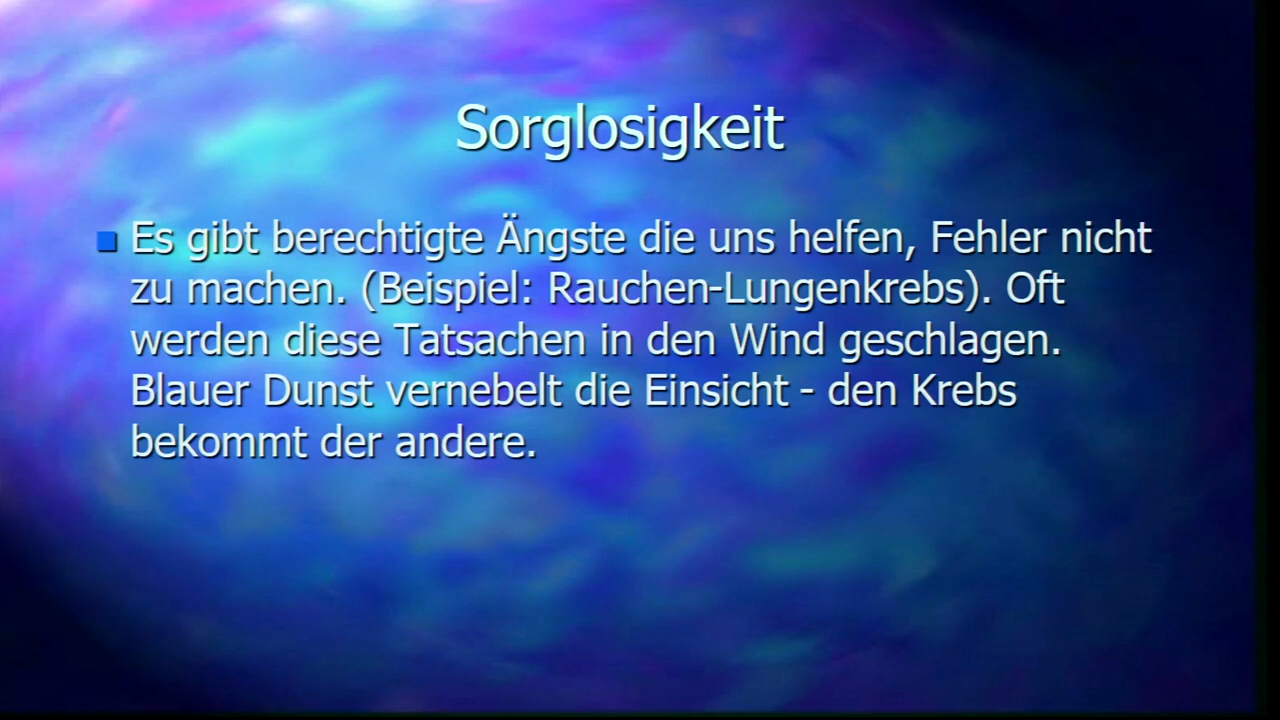 Sorglosigkeit
Es gibt berechtigte Ängste die uns helfen, Fehler nicht
zu machen. (Beispiel: Rauchen-Lungenkrebs). Oft
werden diese Tatsachen in den Wind geschlagen.
Blauer Dunst vernebelt die Einsicht - den Krebs
bekommt der andere.